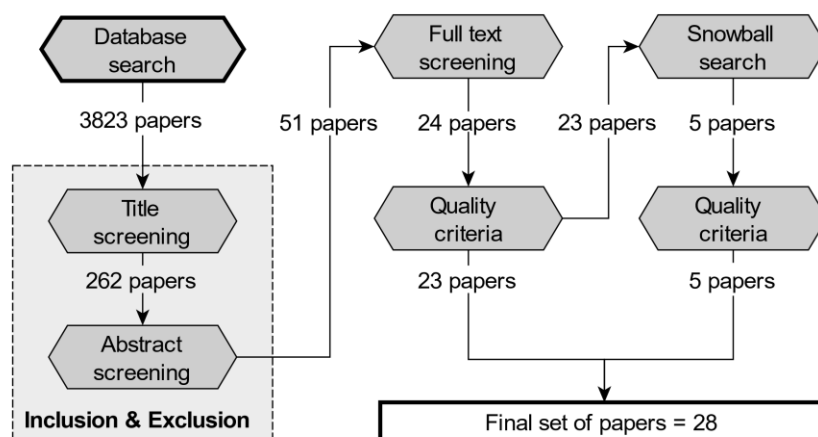 Database
search
3823 papers
Title
screening
262 papers
Abstract
screening
Inclusion & Exclusion
51 papers
Full text
screening
24 papers
Quality
criteria
23 papers
23 papers
Snowball
search
5 papers
Quality
criteria
5 papers
Final set of papers = 28